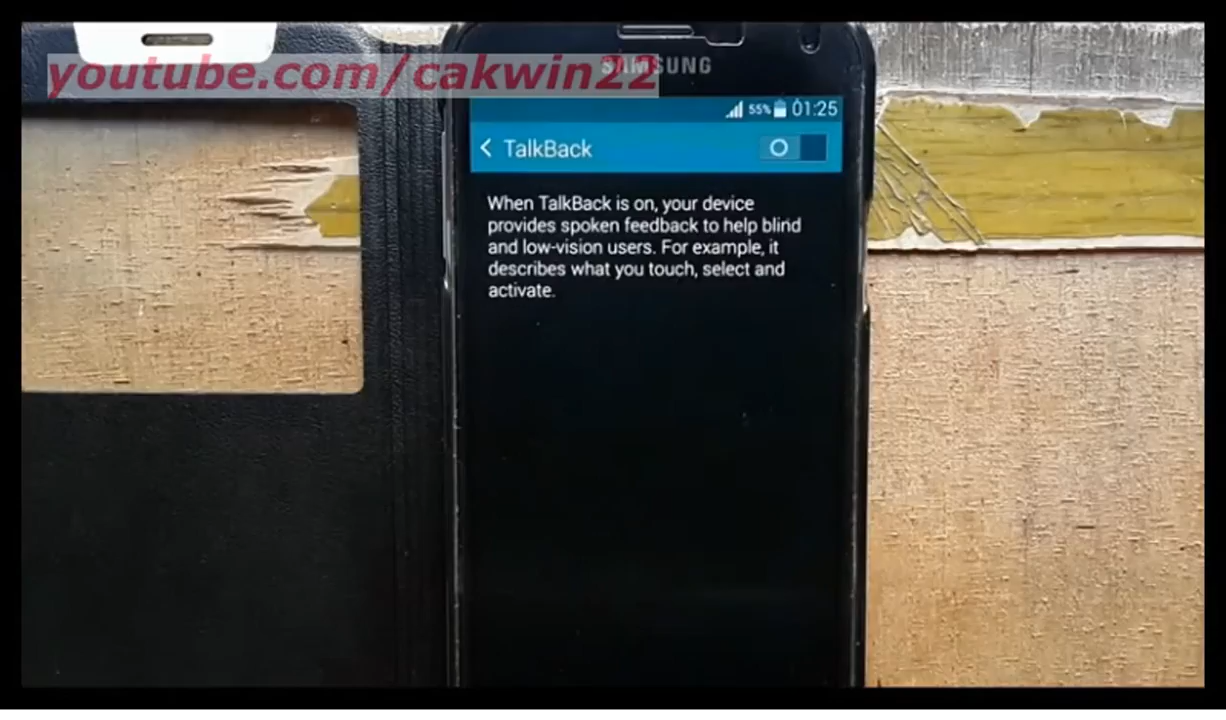 youtube.com/cakwin22
SAMSUNG
55% 01:25
TalkBack
When TalkBack is on, your device
provides spoken feedback to help blind
and low-vision users. For example, it
describes what you touch, select and
activate.